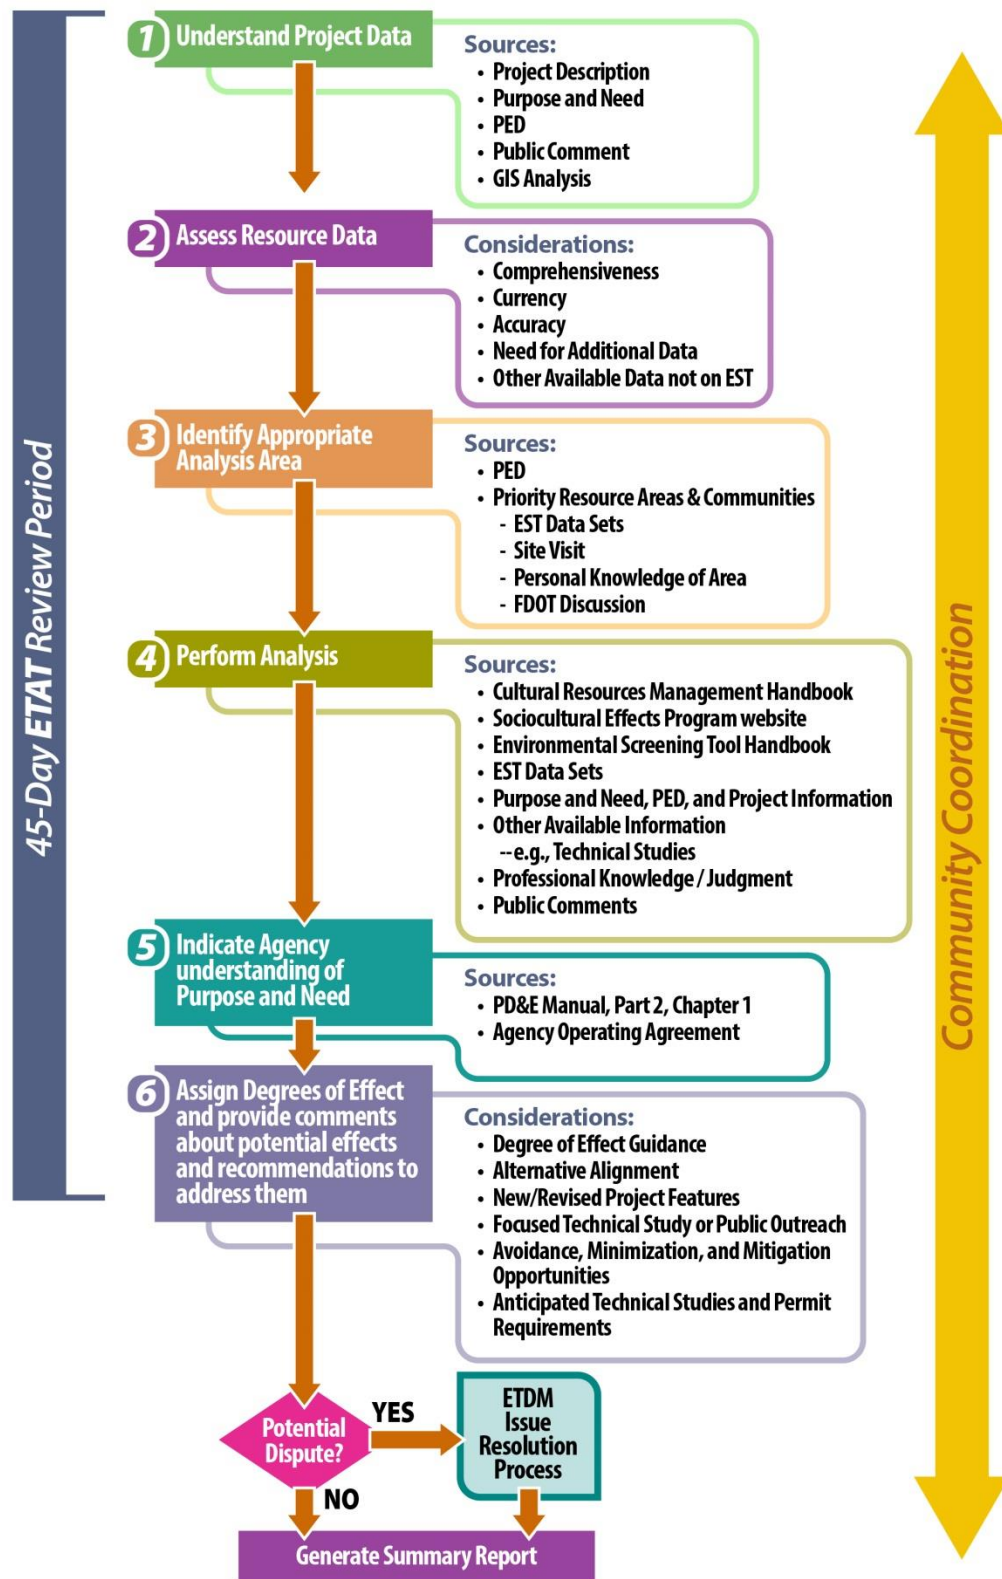 45-Day ETAT Review Period
1 Understand Project Data
Sources:
• Project Description
• Purpose and Need
• PED
• Public Comment
• GIS Analysis
2 Assess Resource Data
Considerations:
• Comprehensiveness
• Currency
• Accuracy
• Need for Additional Data
• Other Available Data not on EST
3 Identify Appropriate
Analysis Area
Sources:
• PED
• Priority Resource Areas & Communities
- EST Data Sets
- Site Visit
- Personal Knowledge of Area
- FDOT Discussion
4 Perform Analysis
Sources:
• Cultural Resources Management Handbook
• Sociocultural Effects Program website
• Environmental Screening Tool Handbook
• EST Data Sets
• Purpose and Need, PED, and Project Information
• Other Available Information
--e.g., Technical Studies
• Professional Knowledge / Judgment
• Public Comments
5 Indicate Agency
understanding of
Purpose and Need
Sources:
• PD&E Manual, Part 2, Chapter 1
• Agency Operating Agreement
6 Assign Degrees of Effect
and provide comments
about potential effects
and recommendations to
address them
Considerations:
• Degree of Effect Guidance
• Alternative Alignment
• New/Revised Project Features
• Focused Technical Study or Public Outreach
• Avoidance, Minimization, and Mitigation
Opportunities
• Anticipated Technical Studies and Permit
Requirements
Potential
Dispute?
YES
NO
ETDM
Issue
Resolution
Process
Generate Summary Report
Community Coordination